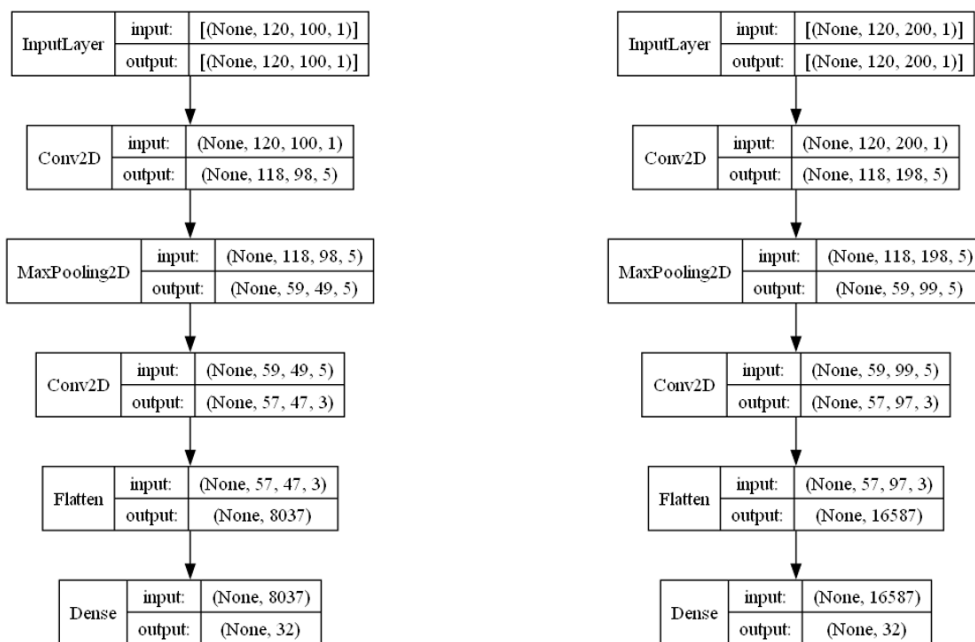 InputLayer
input: [(None, 120, 100, 1)]
output: [(None, 120, 100, 1)]
Conv2D
input: (None, 120, 100, 1)
output: (None, 118, 98, 5)
MaxPooling2D
input: (None, 118, 98, 5)
output: (None, 59, 49, 5)
Conv2D
input: (None, 59, 49, 5)
output: (None, 57, 47, 3)
Flatten
input: (None, 57, 47, 3)
output: (None, 8037)
Dense
input: (None, 8037)
output: (None, 32)
InputLayer
input: [(None, 120, 200, 1)]
output: [(None, 120, 200, 1)]
Conv2D
input: (None, 120, 200, 1)
output: (None, 118, 198, 5)
MaxPooling2D
input: (None, 118, 198, 5)
output: (None, 59, 99, 5)
Conv2D
input: (None, 59, 99, 5)
output: (None, 57, 97, 3)
Flatten
input: (None, 57, 97, 3)
output: (None, 16587)
Dense
input: (None, 16587)
output: (None, 32)